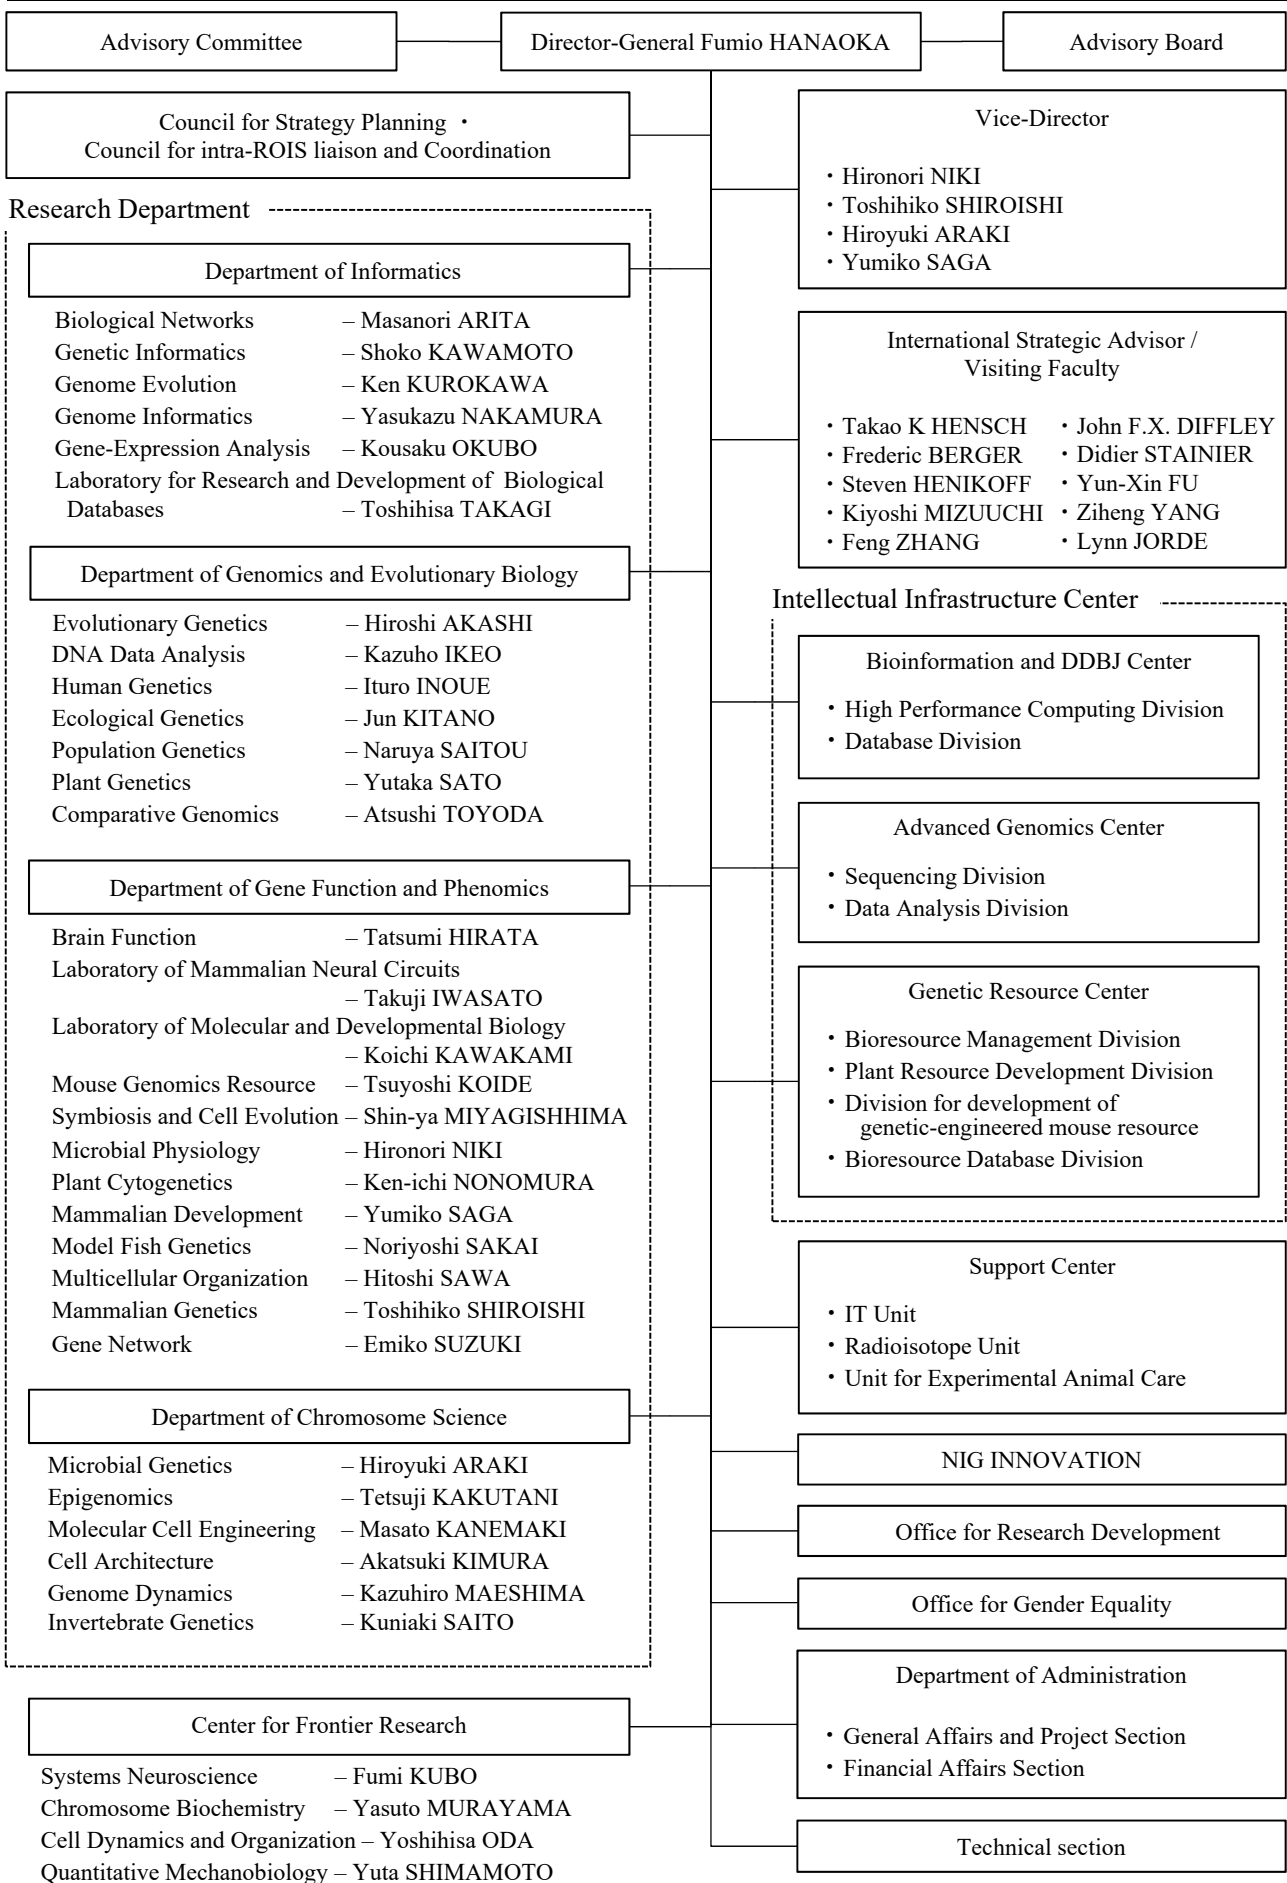 Advisory Committee
Director-General Fumio HANAOKA
Advisory Board
Council for Strategy Planning ・
Council for intra-ROIS liaison and Coordination
Research Department
Department of Informatics
Biological Networks – Masanori ARITA
Genetic Informatics – Shoko KAWAMOTO
Genome Evolution – Ken KUROKAWA
Genome Informatics – Yasukazu NAKAMURA
Gene-Expression Analysis – Kousaku OKUBO
Laboratory for Research and Development of Biological
Databases – Toshihisa TAKAGI
Department of Genomics and Evolutionary Biology
Evolutionary Genetics – Hiroshi AKASHI
DNA Data Analysis – Kazuho IKEO
Human Genetics – Ituro INOUE
Ecological Genetics – Jun KITANO
Population Genetics – Naruya SAITOU
Plant Genetics – Yutaka SATO
Comparative Genomics – Atsushi TOYODA
Department of Gene Function and Phenomics
Brain Function – Tatsumi HIRATA
Laboratory of Mammalian Neural Circuits
– Takuji IWASATO
Laboratory of Molecular and Developmental Biology
– Koichi KAWAKAMI
Mouse Genomics Resource – Tsuyoshi KOIDE
Symbiosis and Cell Evolution – Shin-ya MIYAGISHHIMA
Microbial Physiology – Hironori NIKI
Plant Cytogenetics – Ken-ichi NONOMURA
Mammalian Development – Yumiko SAGA
Model Fish Genetics – Noriyoshi SAKAI
Multicellular Organization – Hitoshi SAWA
Mammalian Genetics – Toshihiko SHIROISHI
Gene Network – Emiko SUZUKI
Department of Chromosome Science
Microbial Genetics – Hiroyuki ARAKI
Epigenomics – Tetsuji KAKUTANI
Molecular Cell Engineering – Masato KANEMAKI
Cell Architecture – Akatsuki KIMURA
Genome Dynamics – Kazuhiro MAESHIMA
Invertebrate Genetics – Kuniaki SAITO
Center for Frontier Research
Systems Neuroscience – Fumi KUBO
Chromosome Biochemistry – Yasuto MURAYAMA
Cell Dynamics and Organization – Yoshihisa ODA
Quantitative Mechanobiology – Yuta SHIMAMOTO
Vice-Director
・Hironori NIKI
・Toshihiko SHIROISHI
・Hiroyuki ARAKI
・Yumiko SAGA
International Strategic Advisor /
Visiting Faculty
・Takao K HENSCH ・John F.X. DIFFLEY
・Frederic BERGER ・Didier STAINIER
・Steven HENIKOFF ・Yun-Xin FU
・Kiyoshi MIZUUCHI ・Ziheng YANG
・Feng ZHANG ・Lynn JORDE
Intellectual Infrastructure Center
Bioinformation and DDBJ Center
・High Performance Computing Division
・Database Division
Advanced Genomics Center
・Sequencing Division
・Data Analysis Division
Genetic Resource Center
・Bioresource Management Division
・Plant Resource Development Division
・Division for development of
genetic-engineered mouse resource
・Bioresource Database Division
Support Center
・IT Unit
・Radioisotope Unit
・Unit for Experimental Animal Care
NIG INNOVATION
Office for Research Development
Office for Gender Equality
Department of Administration
・General Affairs and Project Section
・Financial Affairs Section
Technical section